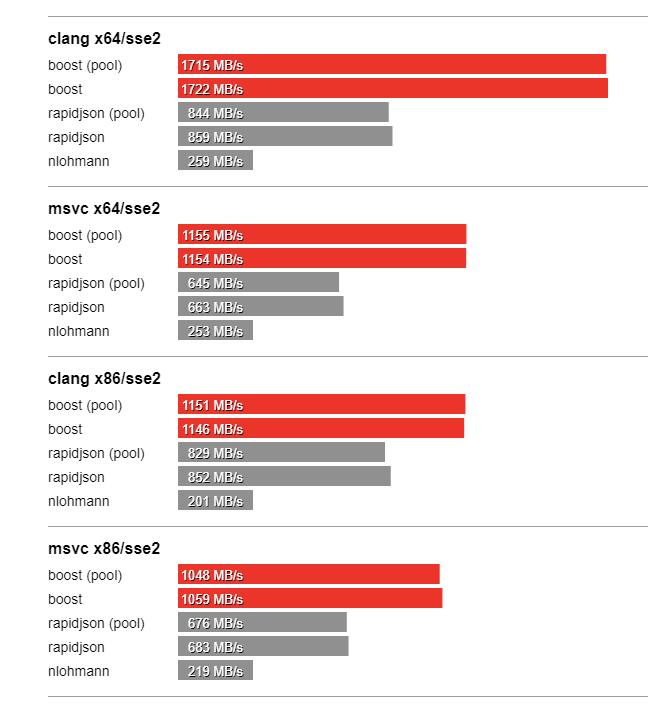 clang x64/sse2
boost (pool) 1715 MB/s
boost 1722 MB/s
rapidjson (pool) 844 MB/s
rapidjson 859 MB/s
nlohmann 259 MB/s
msvc x64/sse2
boost (pool) 1155 MB/s
boost 1154 MB/s
rapidjson (pool) 645 MB/s
rapidjson 663 MB/s
nlohmann 253 MB/s
clang x86/sse2
boost (pool) 1151 MB/s
boost 1146 MB/s
rapidjson (pool) 829 MB/s
rapidjson 852 MB/s
nlohmann 201 MB/s
msvc x86/sse2
boost (pool) 1048 MB/s
boost 1059 MB/s
rapidjson (pool) 676 MB/s
rapidjson 683 MB/s
nlohmann 219 MB/s